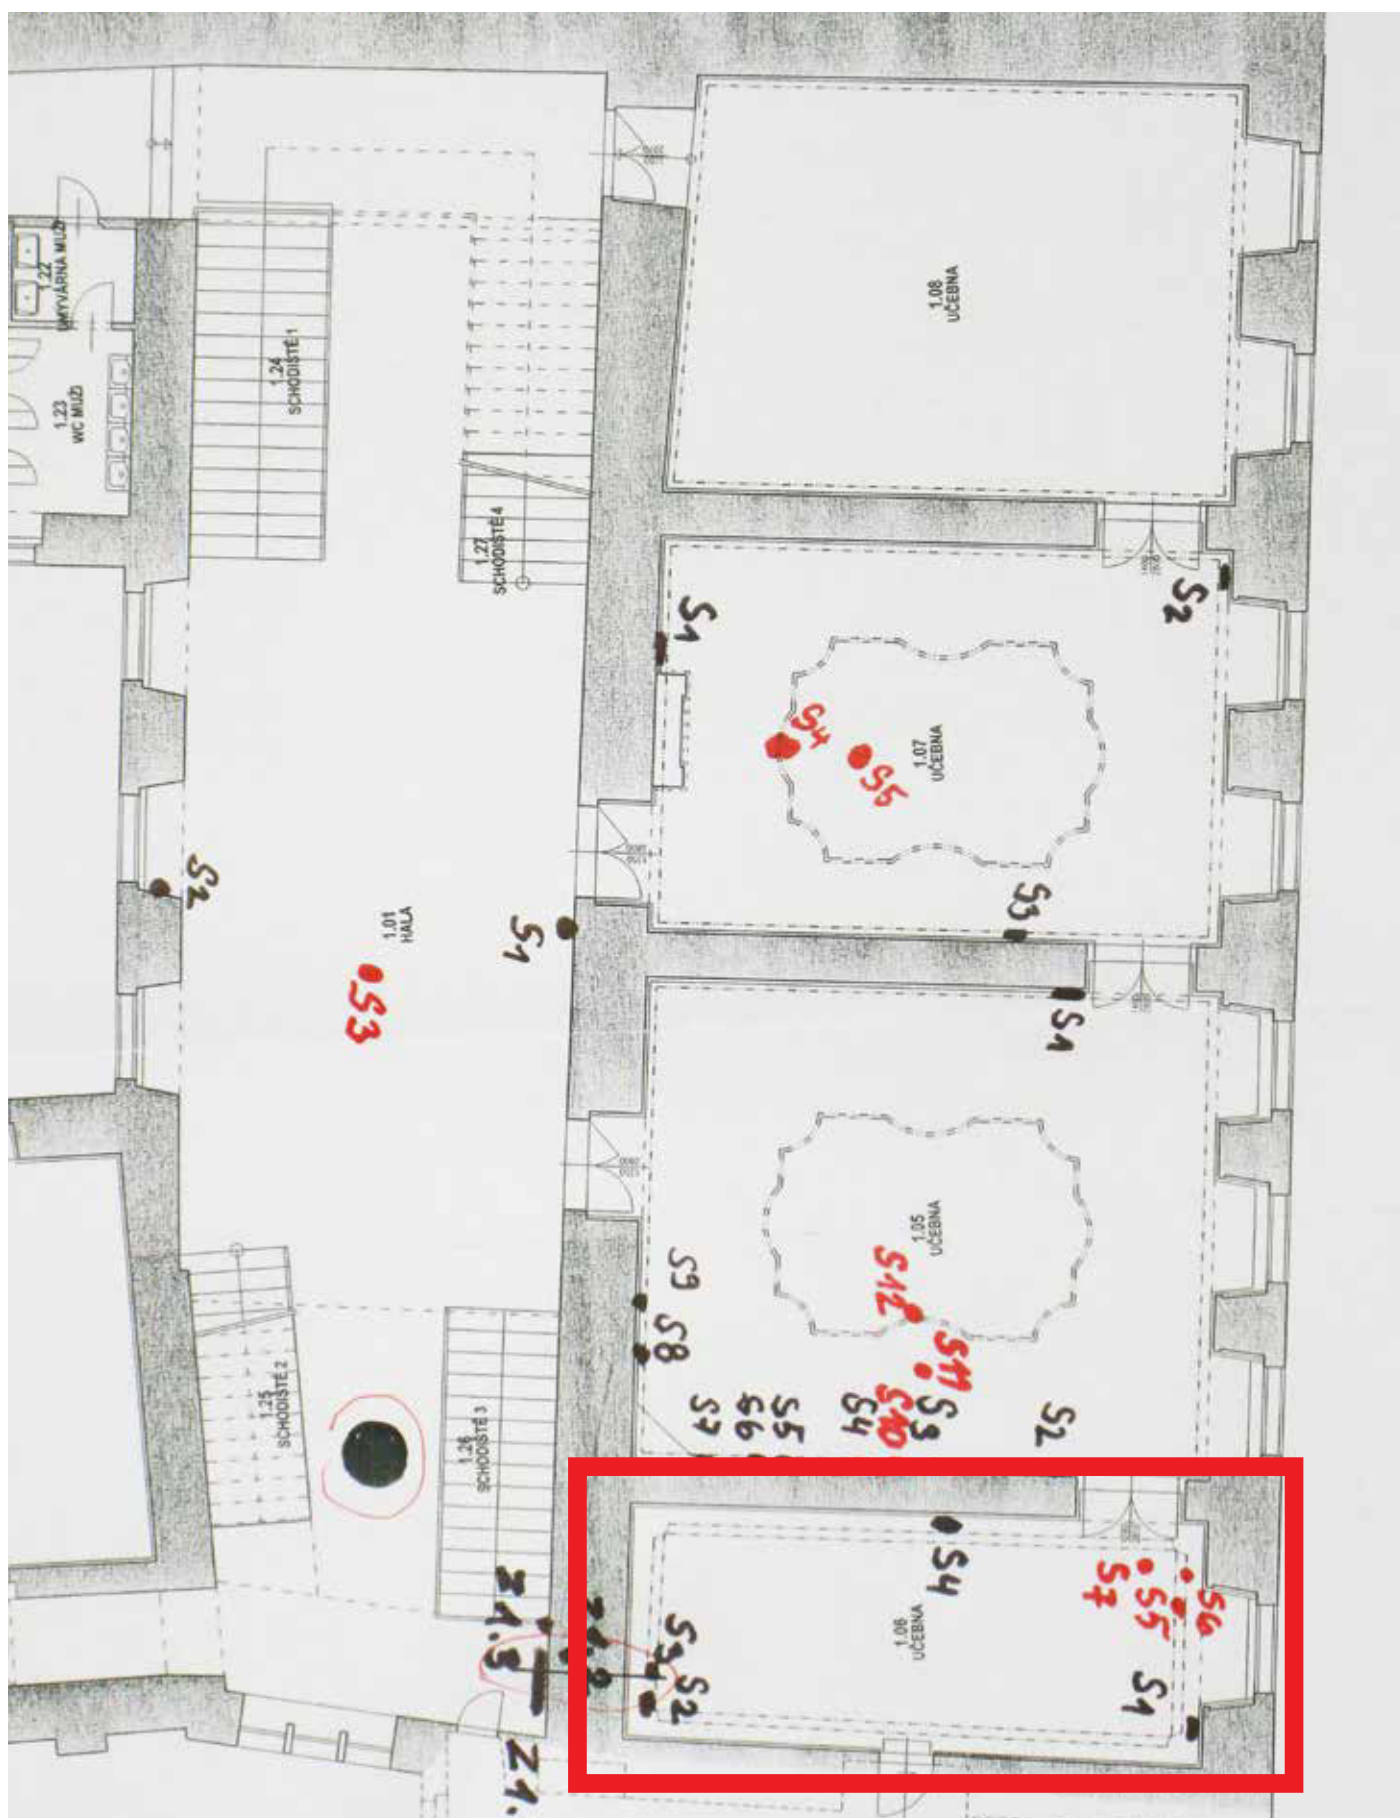 1.22
UMYVÁRNA MUŽI
1.23
WC MUŽI
1.24
SCHODIŠTĚ 1
1.27
SCHODIŠTĚ 4
1.08
UČEBNA
S1
S2
S4
S5
1.07
UČEBNA
S3
S2
1.01
HALA
S1
S3
S1
1.05
UČEBNA
S9
S8
S12
S11
S7
S6
S5
S4
S10
S3
S2
1.25
SCHODIŠTĚ 2
1.26
SCHODIŠTĚ 3
S4
S7
S5
S6
1.06
UČEBNA
S3
S2
S1
Z1.3
Z1.